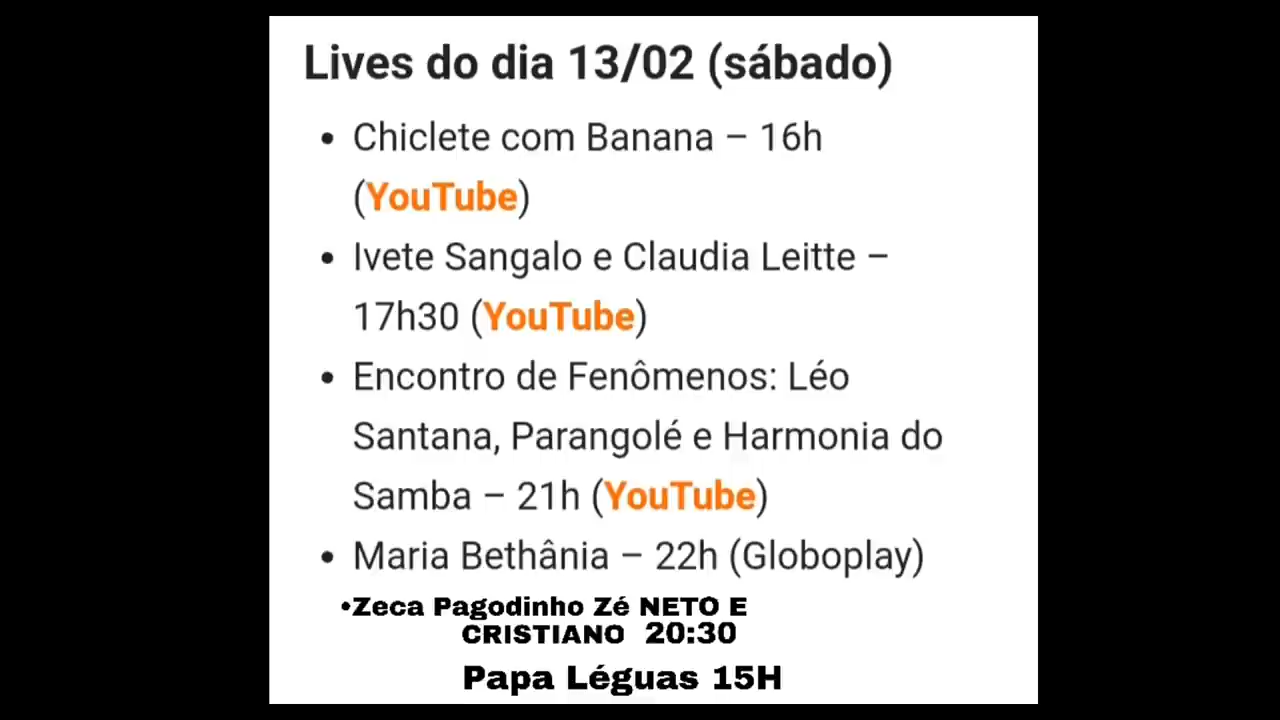 Lives do dia 13/02 (sábado)
• Chiclete com Banana – 16h
(YouTube)
• Ivete Sangalo e Claudia Leitte –
17h30 (YouTube)
• Encontro de Fenômenos: Léo
Santana, Parangolé e Harmonia do
Samba – 21h (YouTube)
• Maria Bethânia – 22h (Globoplay)
•Zeca Pagodinho Zé NETO E
CRISTIANO 20:30
Papa Léguas 15H